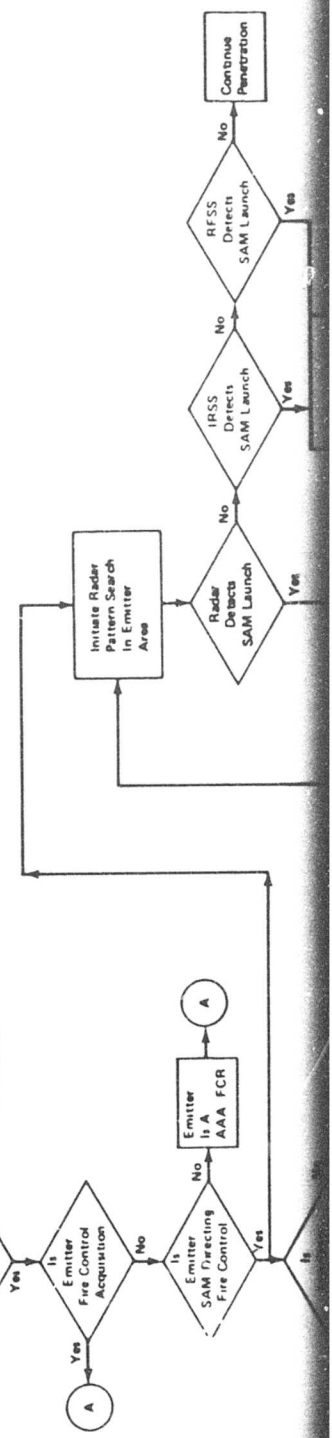 Yes
Is
Emitter
Fire Control
Acquisition
Yes
A
No
Is
Emitter
SAM Directing
Fire Control
No
Emitter
Is A
AAA FCR
A
Yes
Is
Initiate Radar
Pattern Search
In Emitter
Area
Radar
Detects
SAM Launch
Yes
No
IRSS
Detects
SAM Launch
Yes
No
RFSS
Detects
SAM Launch
Yes
No
Continue
Penetration